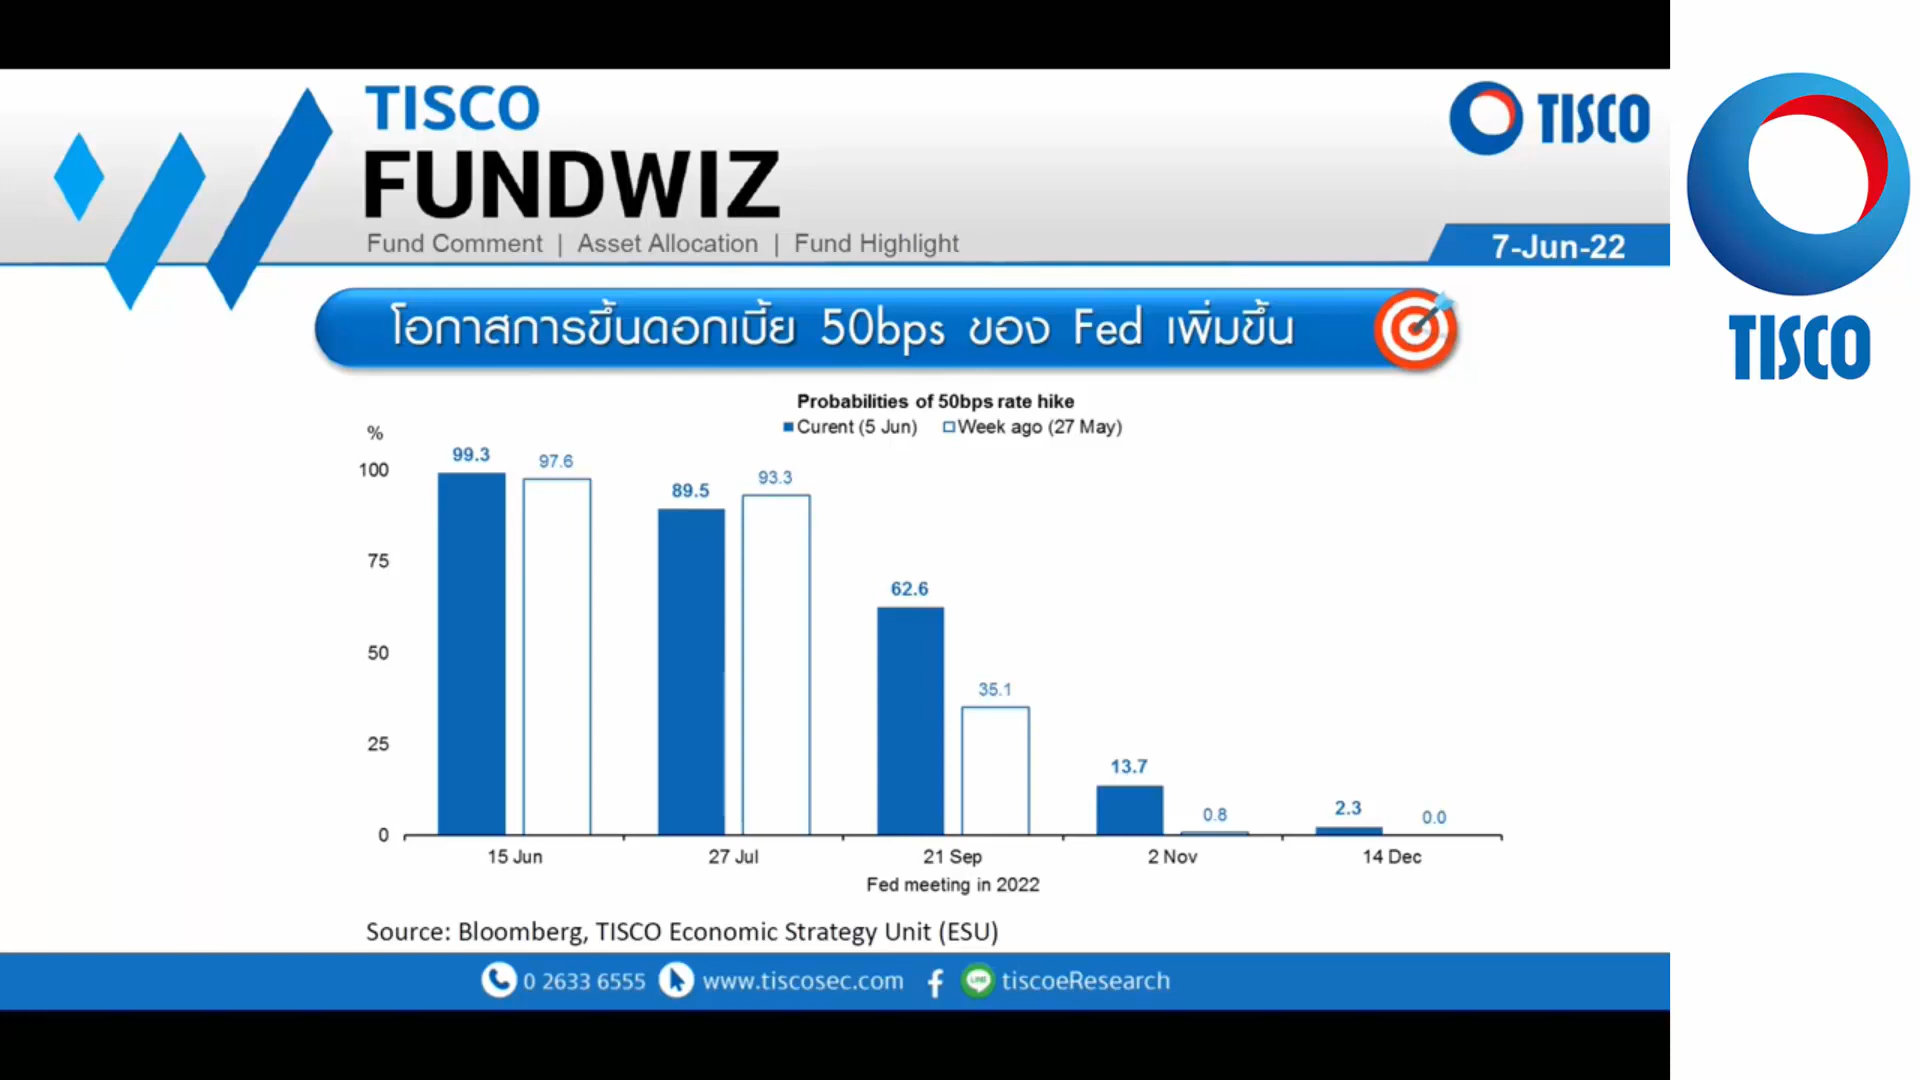 TISCO
FUNDWIZ
Fund Comment | Asset Allocation | Fund Highlight
TISCO
7-Jun-22
TISCO
โอกาสการขึ้นดอกเบี้ย 50bps ของ Fed เพิ่มขึ้น
Probabilities of 50bps rate hike
Curent (5 Jun) Week ago (27 May)
%
100
75
50
25
0
99.3 97.6
89.5 93.3
62.6 35.1
13.7 0.8
2.3 0.0
15 Jun 27 Jul 21 Sep 2 Nov 14 Dec
Fed meeting in 2022
Source: Bloomberg, TISCO Economic Strategy Unit (ESU)
0 2633 6555 www.tiscosec.com f LINE tiscoeResearch